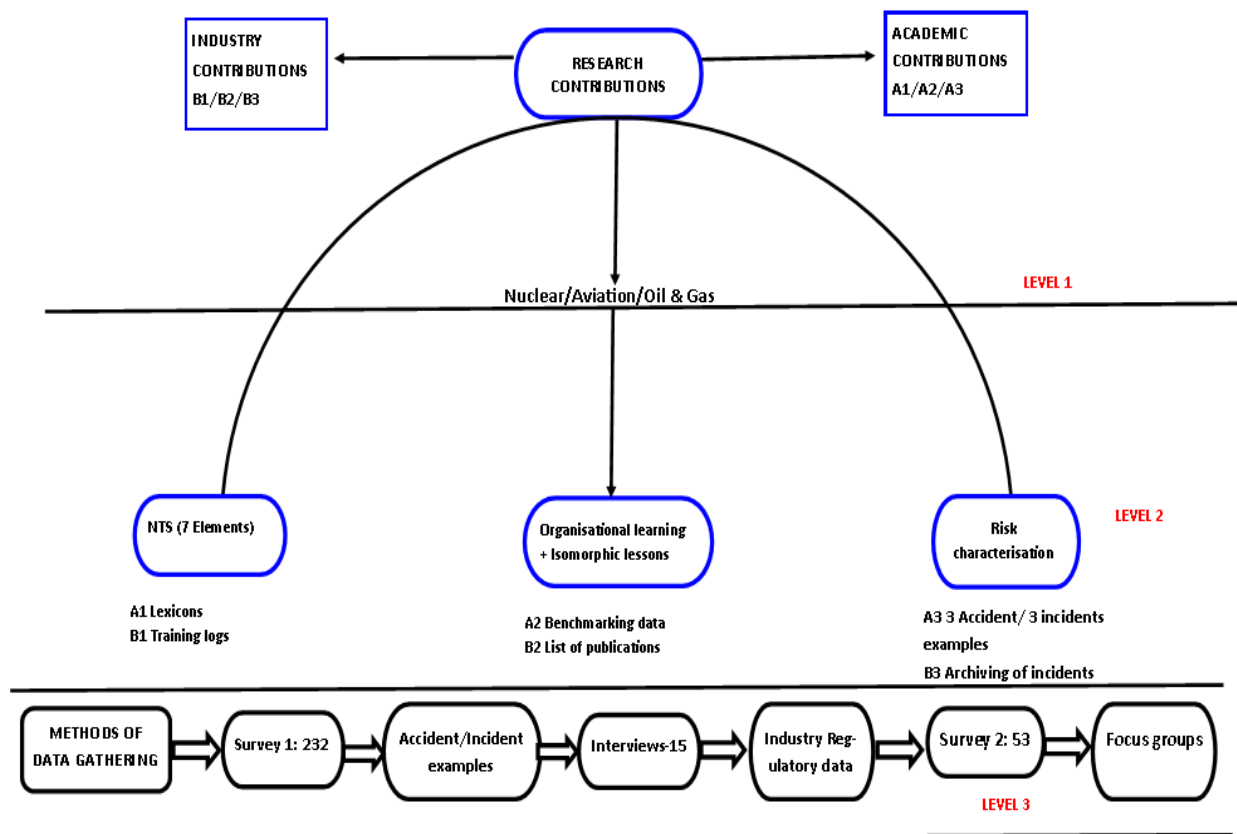 INDUSTRY
CONTRIBUTIONS
B1/B2/B3
RESEARCH
CONTRIBUTIONS
ACADEMIC
CONTRIBUTIONS
A1/A2/A3
LEVEL 1
Nuclear/Aviation/Oil & Gas
NTS (7 Elements)
Organisational learning
+ Isomorphic lessons
Risk
characterisation
LEVEL 2
A1 Lexicons
B1 Training logs
A2 Benchmarking data
B2 List of publications
A3 3 Accident/ 3 incidents
examples
B3 Archiving of incidents
METHODS OF
DATA GATHERING
Survey 1: 232
Accident/Incident
examples
Interviews-15
Industry Reg-
ulatory data
Survey 2: 53
Focus groups
LEVEL 3